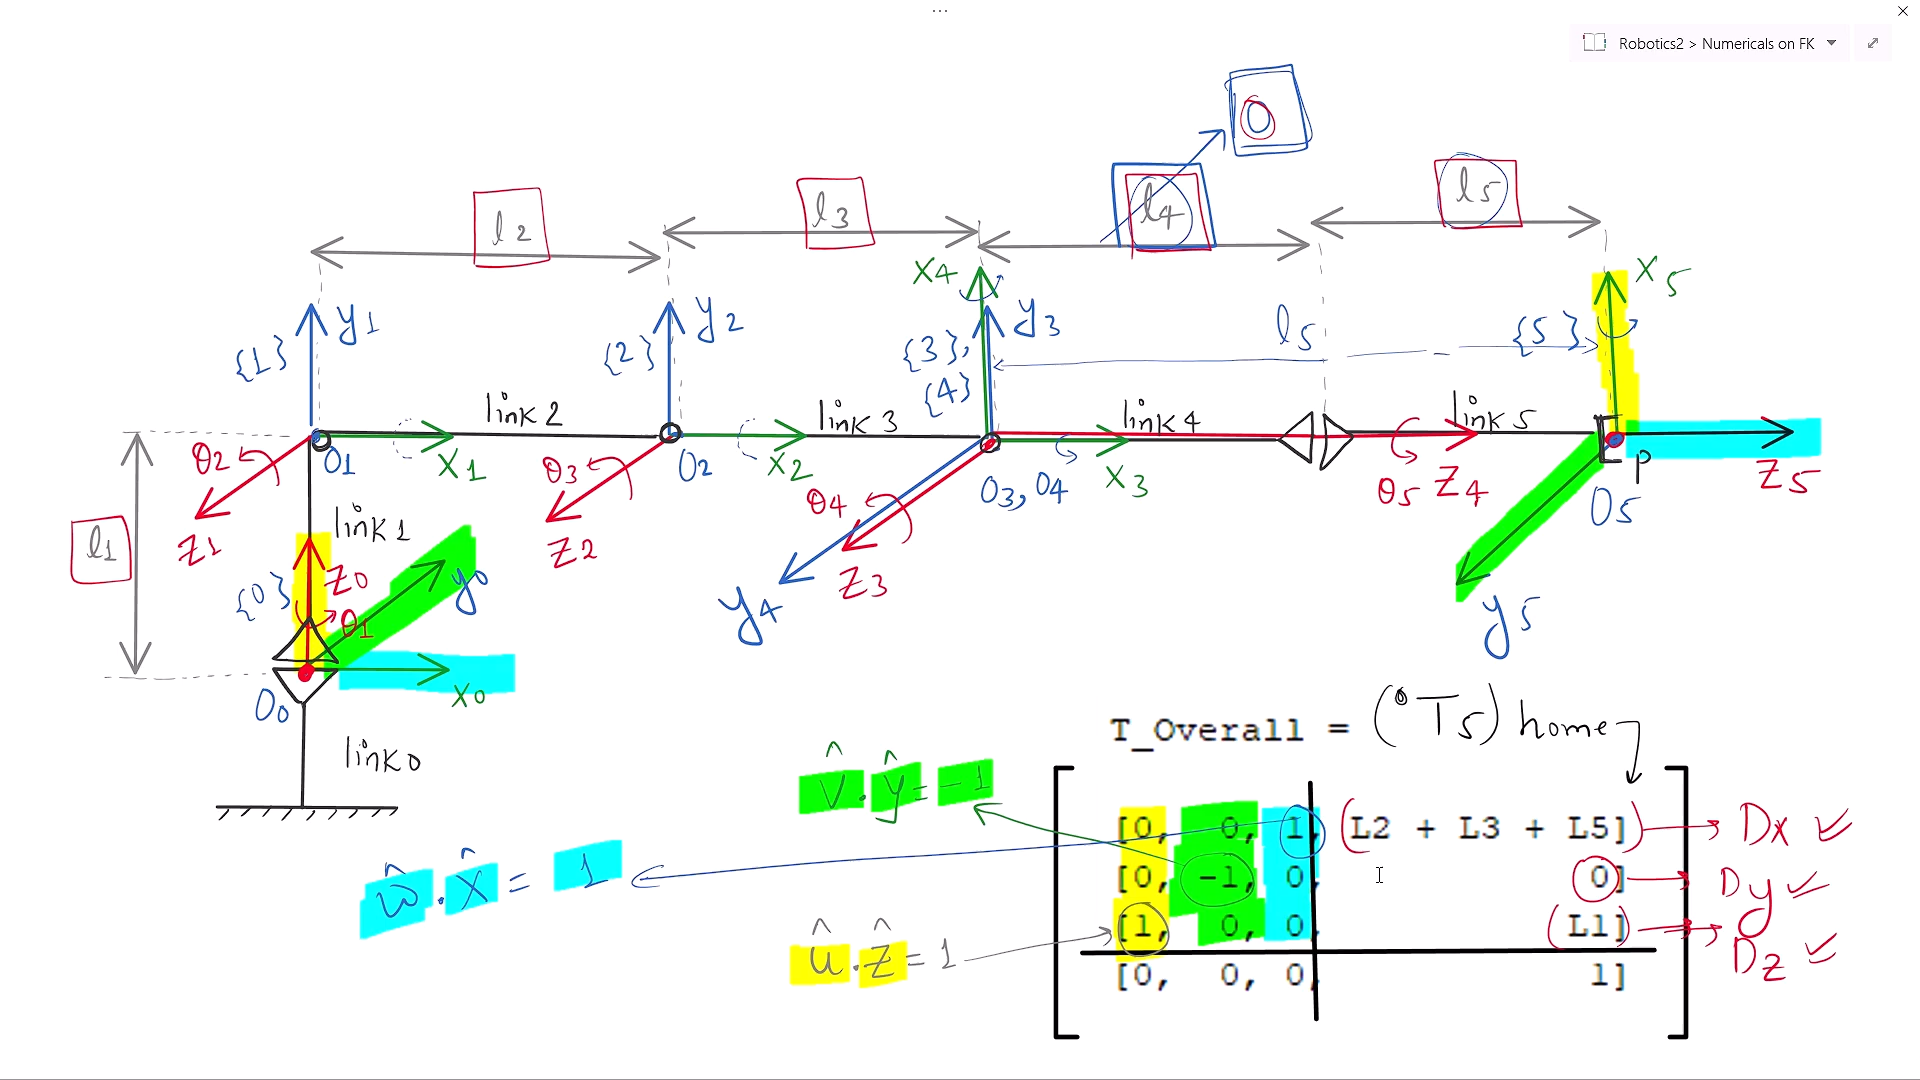 ...
Robotics2 > Numericals on FK
0
l2
l3
l4
l5
x4
x5
y1
y2
y3
{1}
{2}
{3},
{4}
l5
{5}
link 2
link 3
link 4
link 5
θ2
O1
x1
θ3
O2
x2
θ4
O3, O4
x3
θ5
z4
P
z5
O5
l1
z1
link 1
z2
z3
y4
y5
{0}
z0
y0
θ1
x0
O0
link 0
T_Overall = (⁰T5) home
v̂.ŷ = -1
[0, 0, 1, (L2 + L3 + L5)] Dx ✓
ŵ.x̂ = 1
[0, -1, 0, 0] Dy ✓
û.ẑ = 1
[1, 0, 0, (L1)] Dz ✓
[0, 0, 0, 1]